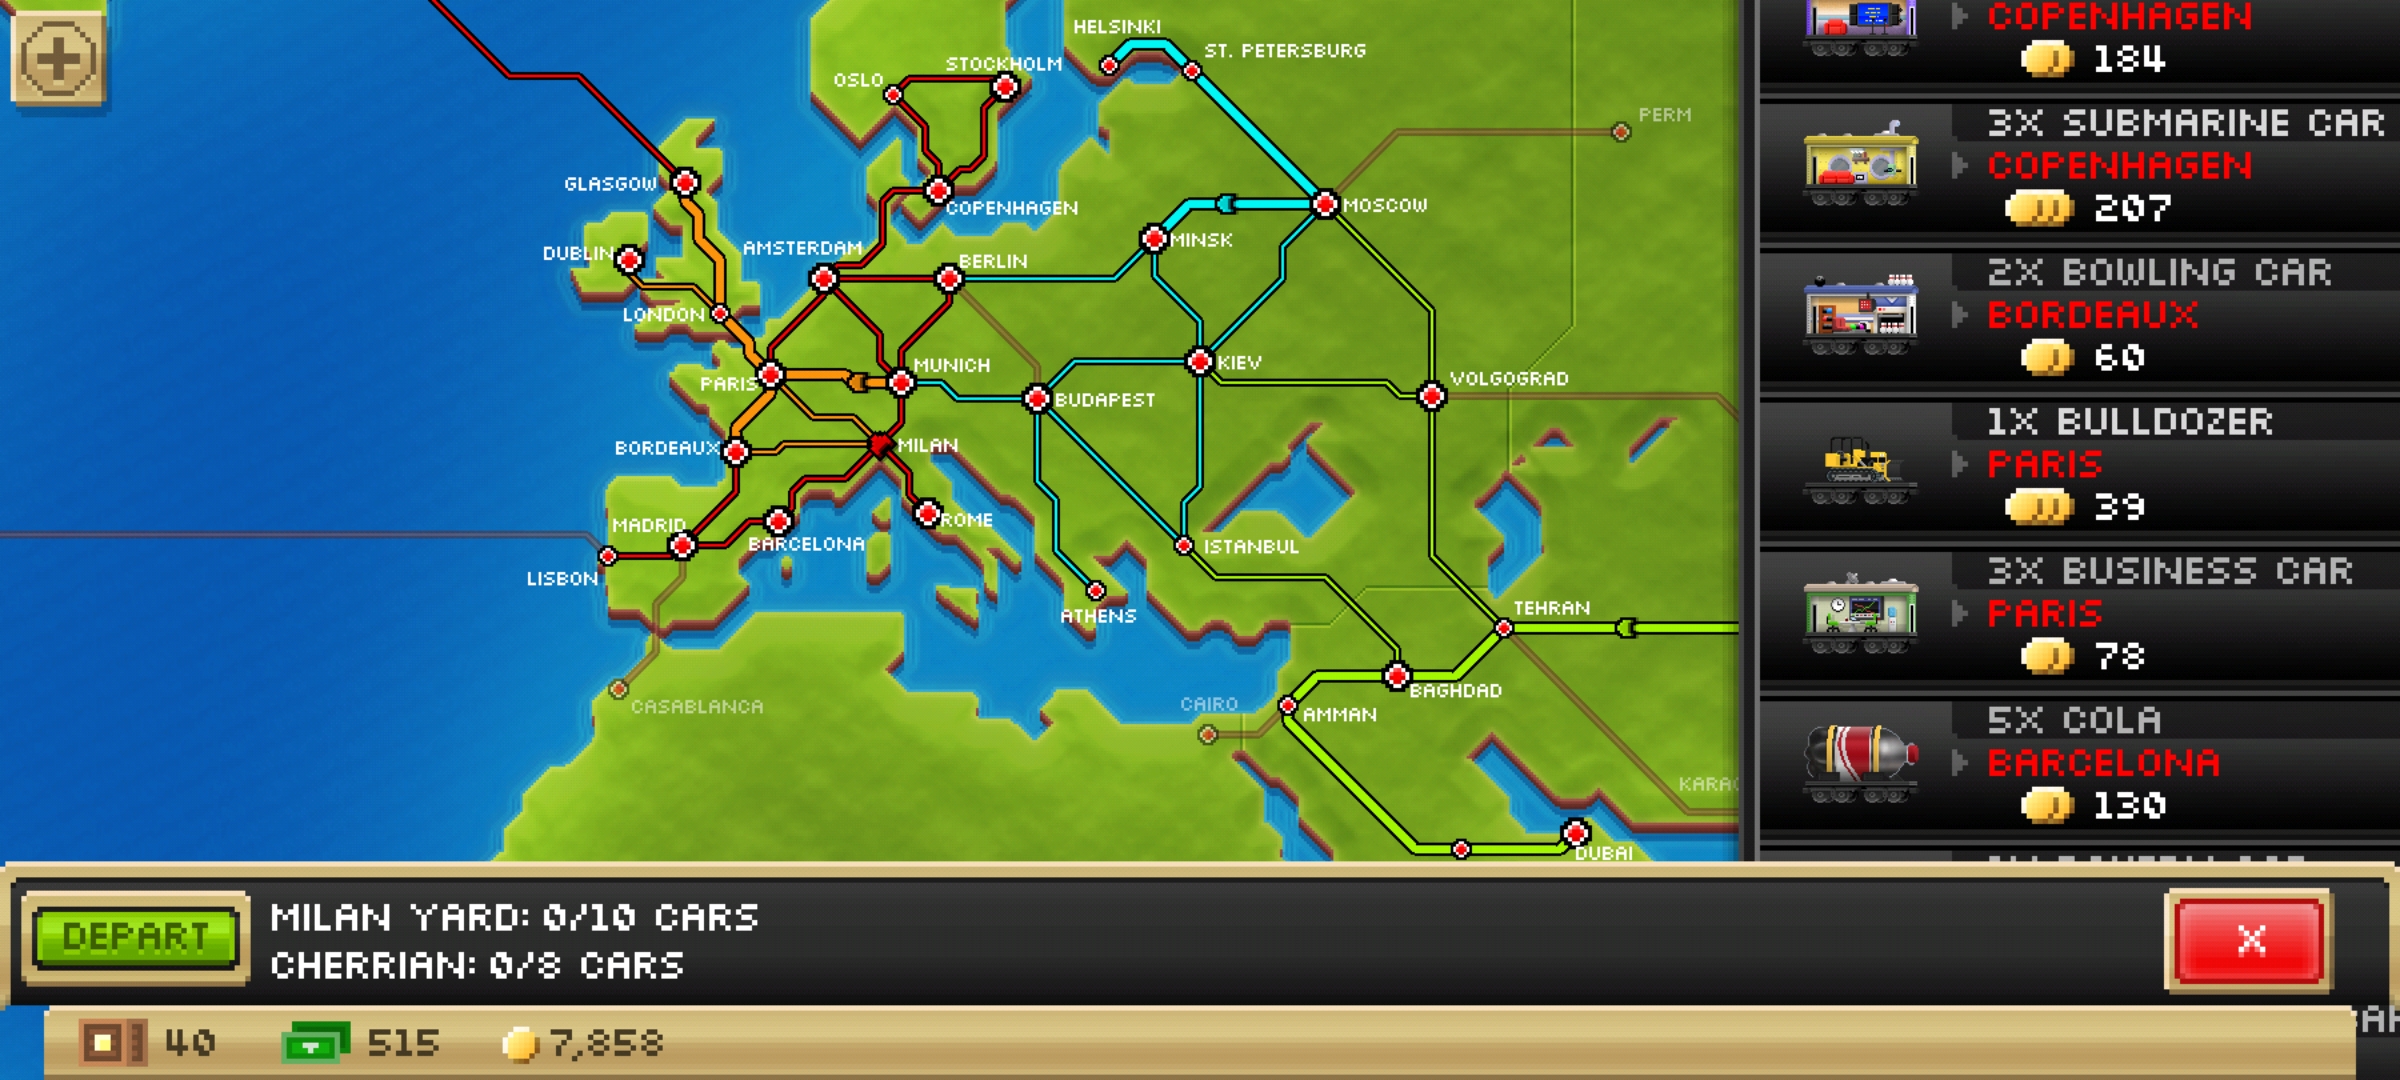 HELSINKI
ST. PETERSBURG
STOCKHOLM
OSLO
PERM
GLASGOW
COPENHAGEN
MOSCOW
MINSK
DUBLIN
AMSTERDAM
BERLIN
LONDON
PARIS
MUNICH
BUDAPEST
KIEV
VOLGOGRAD
BORDEAUX
MILAN
MADRID
BARCELONA
ROME
LISBON
ISTANBUL
ATHENS
TEHRAN
CASABLANCA
CAIRO
AMMAN
BAGHDAD
DUBAI
COPENHAGEN
184
3X SUBMARINE CAR
COPENHAGEN
207
2X BOWLING CAR
BORDEAUX
60
1X BULLDOZER
PARIS
39
3X BUSINESS CAR
PARIS
78
5X COLA
BARCELONA
130
DEPART
MILAN YARD: 0/10 CARS
CHERRIAN: 0/8 CARS
X
40
515
7,858